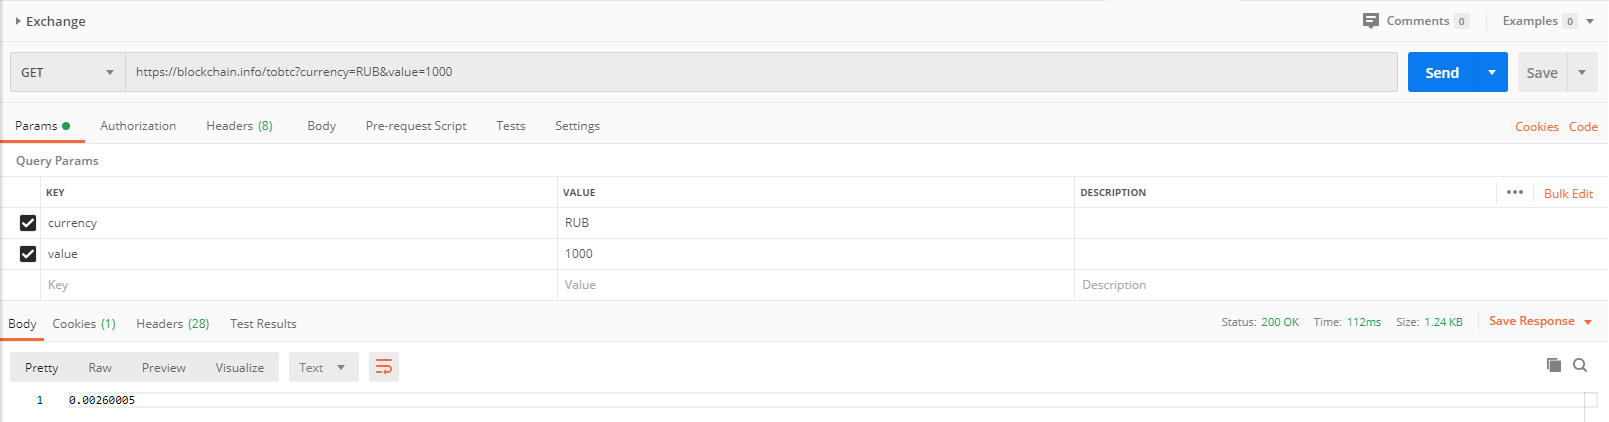 Exchange
Comments 0 Examples 0
GET https://blockchain.info/tobtc?currency=RUB&value=1000 Send Save
Params Authorization Headers (8) Body Pre-request Script Tests Settings Cookies Code
Query Params
KEY VALUE DESCRIPTION ••• Bulk Edit
currency RUB
value 1000
Key Value Description
Body Cookies (1) Headers (28) Test Results Status: 200 OK Time: 112ms Size: 1.24 KB Save Response
Pretty Raw Preview Visualize Text
1 0.00260005